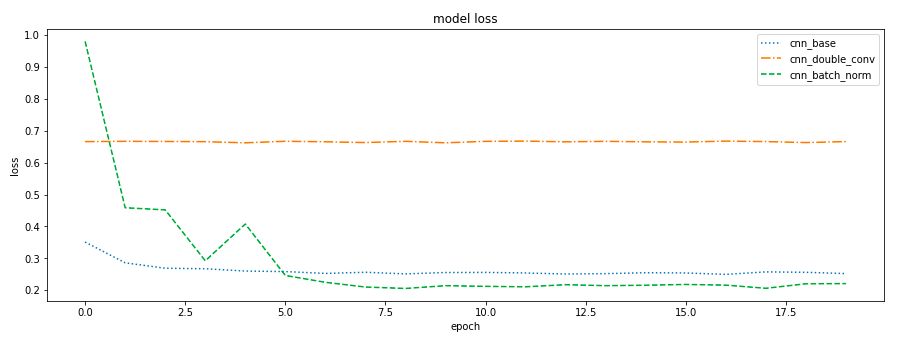 model loss
cnn_base
cnn_double_conv
cnn_batch_norm
loss
1.0
0.9
0.8
0.7
0.6
0.5
0.4
0.3
0.2
0.0 2.5 5.0 7.5 10.0 12.5 15.0 17.5
epoch